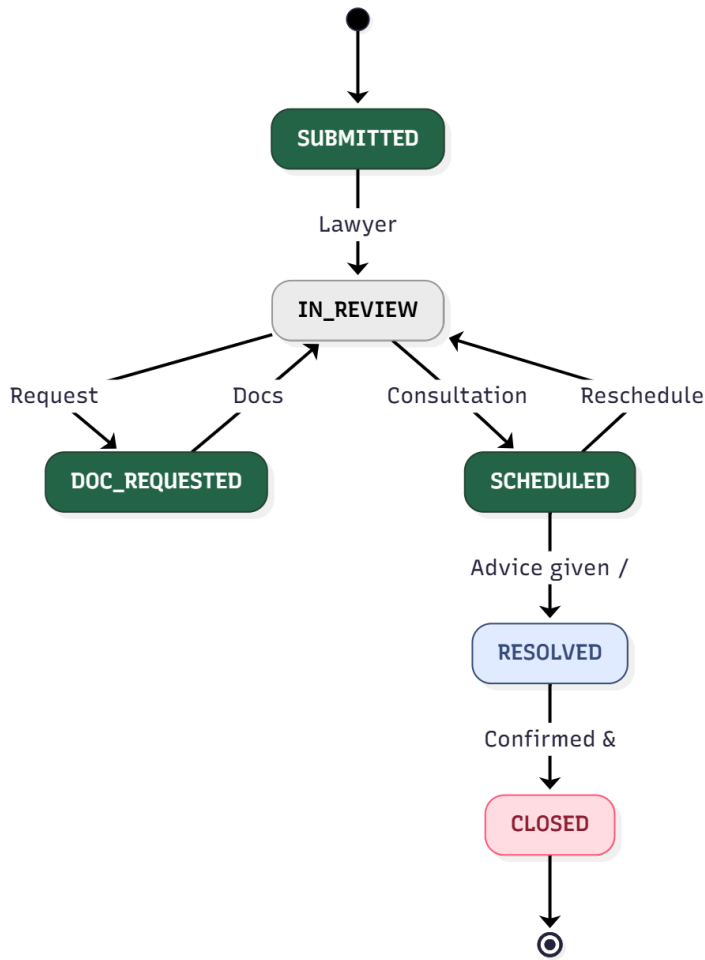 SUBMITTED
Lawyer
IN_REVIEW
Request
Docs
Consultation
Reschedule
DOC_REQUESTED
SCHEDULED
Advice given /
RESOLVED
Confirmed &
CLOSED